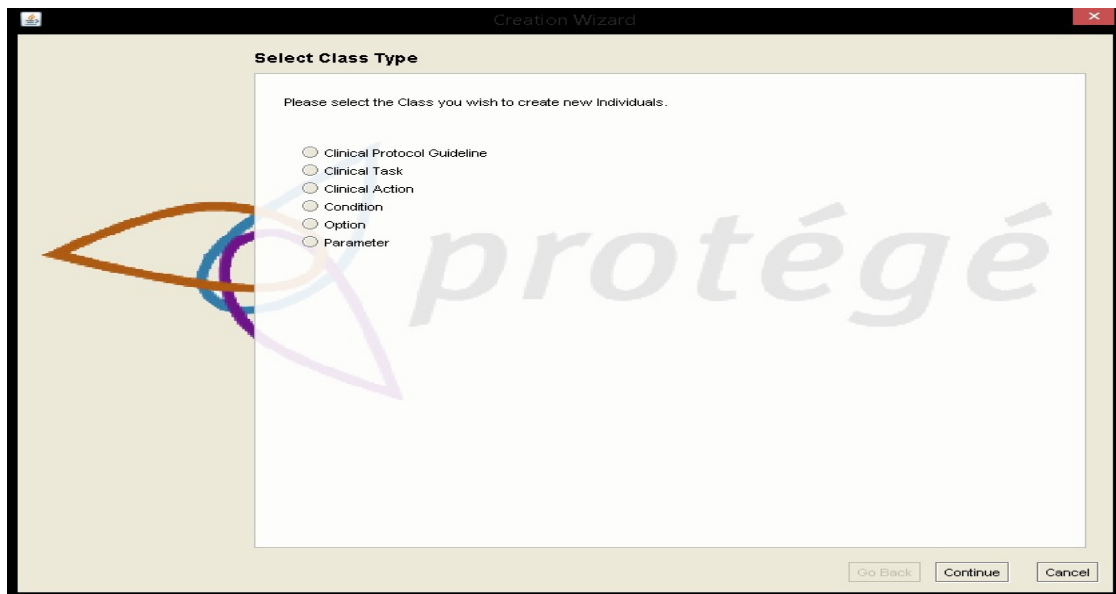 Creation Wizard
Select Class Type
Please select the Class you wish to create new Individuals.
Clinical Protocol Guideline
Clinical Task
Clinical Action
Condition
Option
Parameter
protégé
Go Back Continue Cancel